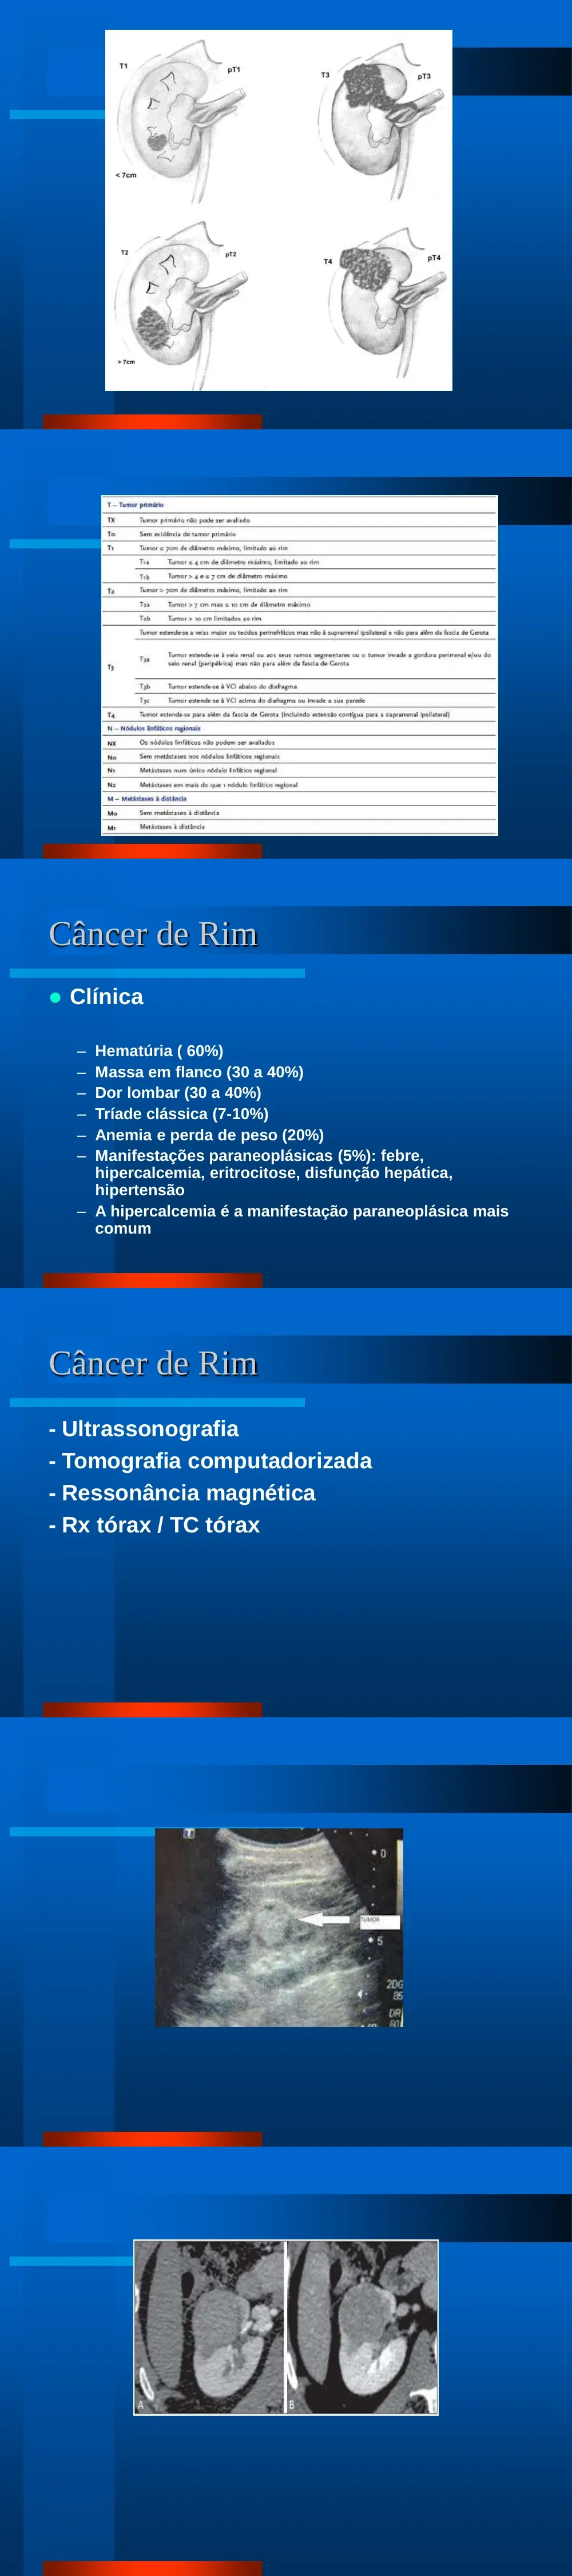 T1
pT1
T3
pT3
< 7cm
T2
pT2
T4
pT4
> 7cm
T – Tumor primário
TX Tumor primário não pode ser avaliado
T0 Sem evidência de tumor primário
T1 Tumor ≤ 7cm de diâmetro máximo, limitado ao rim
T1a Tumor ≤ 4 cm de diâmetro máximo, limitado ao rim
T1b Tumor > 4 e ≤ 7 cm de diâmetro máximo
T2 Tumor > 7cm de diâmetro máximo, limitado ao rim
T2a Tumor > 7 cm mas ≤ 10 cm de diâmetro máximo
T2b Tumor > 10 cm limitados ao rim
Tumor estende-se a veias major ou tecidos perinefríticos mas não à suprarrenal ipsilateral e não para além da fascia de Gerota
T3
T3a Tumor estende-se à veia renal ou aos seus ramos segmentares ou o tumor invade a gordura perirrenal e/ou do
seio renal (peripélvica) mas não para além da fascia de Gerota
T3b Tumor estende-se à VCI abaixo do diafragma
T3c Tumor estende-se à VCI acima do diafragma ou invade a sua parede
T4 Tumor estende-se para além da fascia de Gerota (incluindo extensão contígua para a suprarrenal ipsilateral)
N – Nódulos linfáticos regionais
NX Os nódulos linfáticos não podem ser avaliados
N0 Sem metástases nos nódulos linfáticos regionais
N1 Metástases num único nódulo linfático regional
N2 Metástases em mais do que 1 nódulo linfático regional
M – Metástases à distância
M0 Sem metástases à distância
M1 Metástases à distância
Câncer de Rim
Clínica
– Hematúria ( 60%)
– Massa em flanco (30 a 40%)
– Dor lombar (30 a 40%)
– Tríade clássica (7-10%)
– Anemia e perda de peso (20%)
– Manifestações paraneoplásicas (5%): febre,
hipercalcemia, eritrocitose, disfunção hepática,
hipertensão
– A hipercalcemia é a manifestação paraneoplásica mais
comum
Câncer de Rim
- Ultrassonografia
- Tomografia computadorizada
- Ressonância magnética
- Rx tórax / TC tórax
0
TUMOR
5
2DG
85
DR
60
A
B